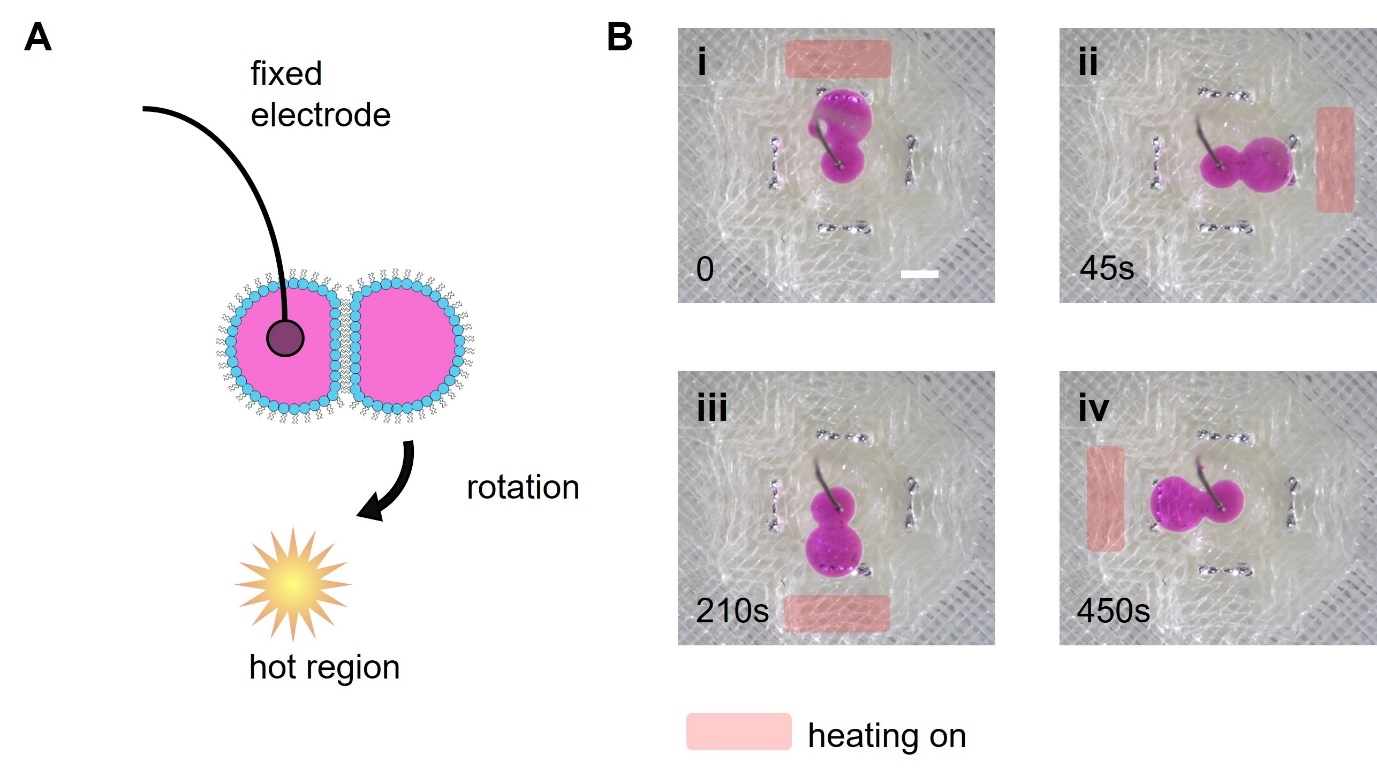 A
fixed
electrode
rotation
hot region
B
i
0
ii
45s
iii
210s
iv
450s
heating on